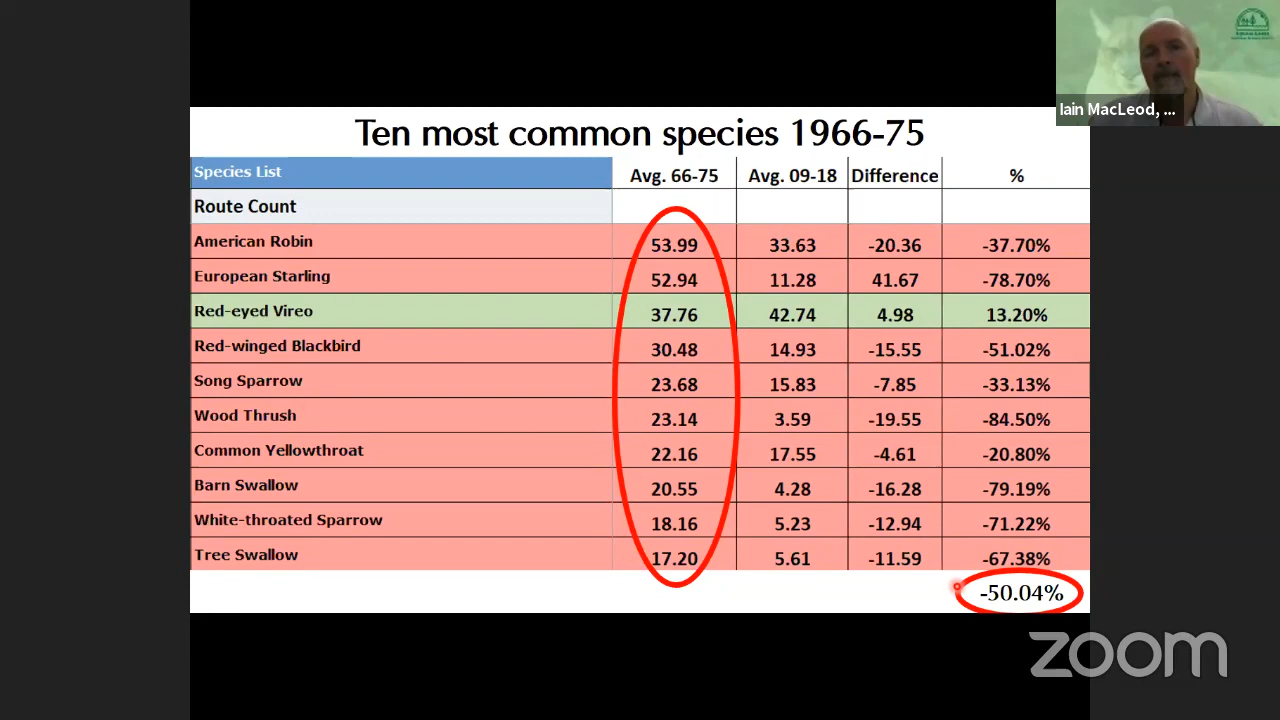 Iain MacLeod, ...
Ten most common species 1966-75
Species List Avg. 66-75 Avg. 09-18 Difference %
Route Count
American Robin 53.99 33.63 -20.36 -37.70%
European Starling 52.94 11.28 41.67 -78.70%
Red-eyed Vireo 37.76 42.74 4.98 13.20%
Red-winged Blackbird 30.48 14.93 -15.55 -51.02%
Song Sparrow 23.68 15.83 -7.85 -33.13%
Wood Thrush 23.14 3.59 -19.55 -84.50%
Common Yellowthroat 22.16 17.55 -4.61 -20.80%
Barn Swallow 20.55 4.28 -16.28 -79.19%
White-throated Sparrow 18.16 5.23 -12.94 -71.22%
Tree Swallow 17.20 5.61 -11.59 -67.38%
-50.04%
zoom